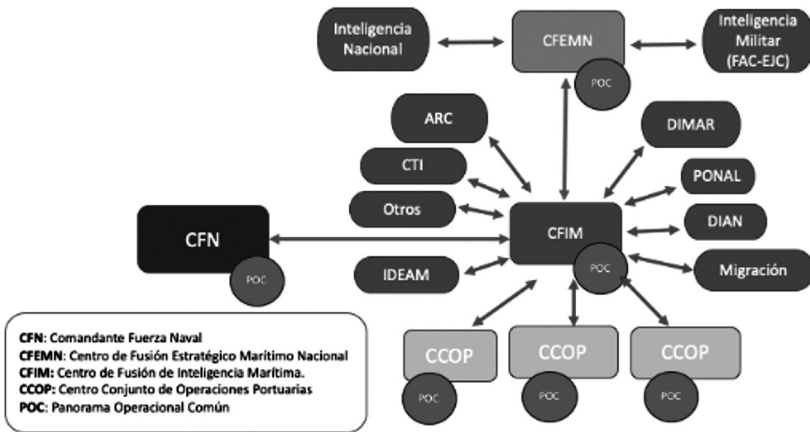 Inteligencia
Nacional
CFEMN
POC
Inteligencia
Militar
(FAC-EJC)
ARC
DIMAR
CTI
PONAL
Otros
DIAN
CFN
POC
CFIM
POC
IDEAM
Migración
CCOP
POC
CCOP
POC
CCOP
POC
CFN: Comandante Fuerza Naval
CFEMN: Centro de Fusión Estratégico Marítimo Nacional
CFIM: Centro de Fusión de Inteligencia Marítima.
CCOP: Centro Conjunto de Operaciones Portuarias
POC: Panorama Operacional Común